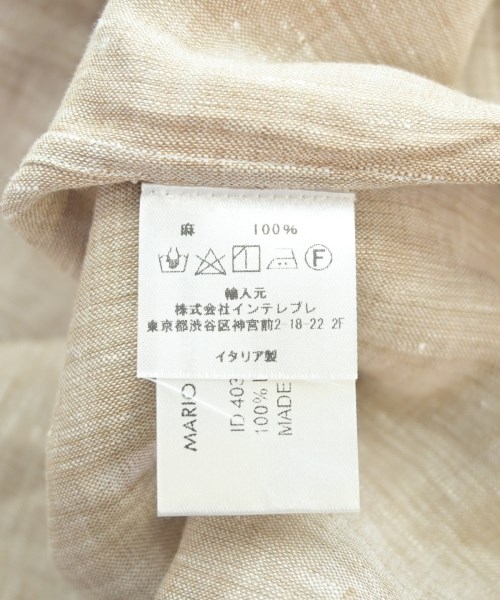 麻 100%
F
輸入元
株式会社インテレプレ
東京都渋谷区神宮前2-18-22 2F
イタリア製
MARIO
ID 403
100%
MADE